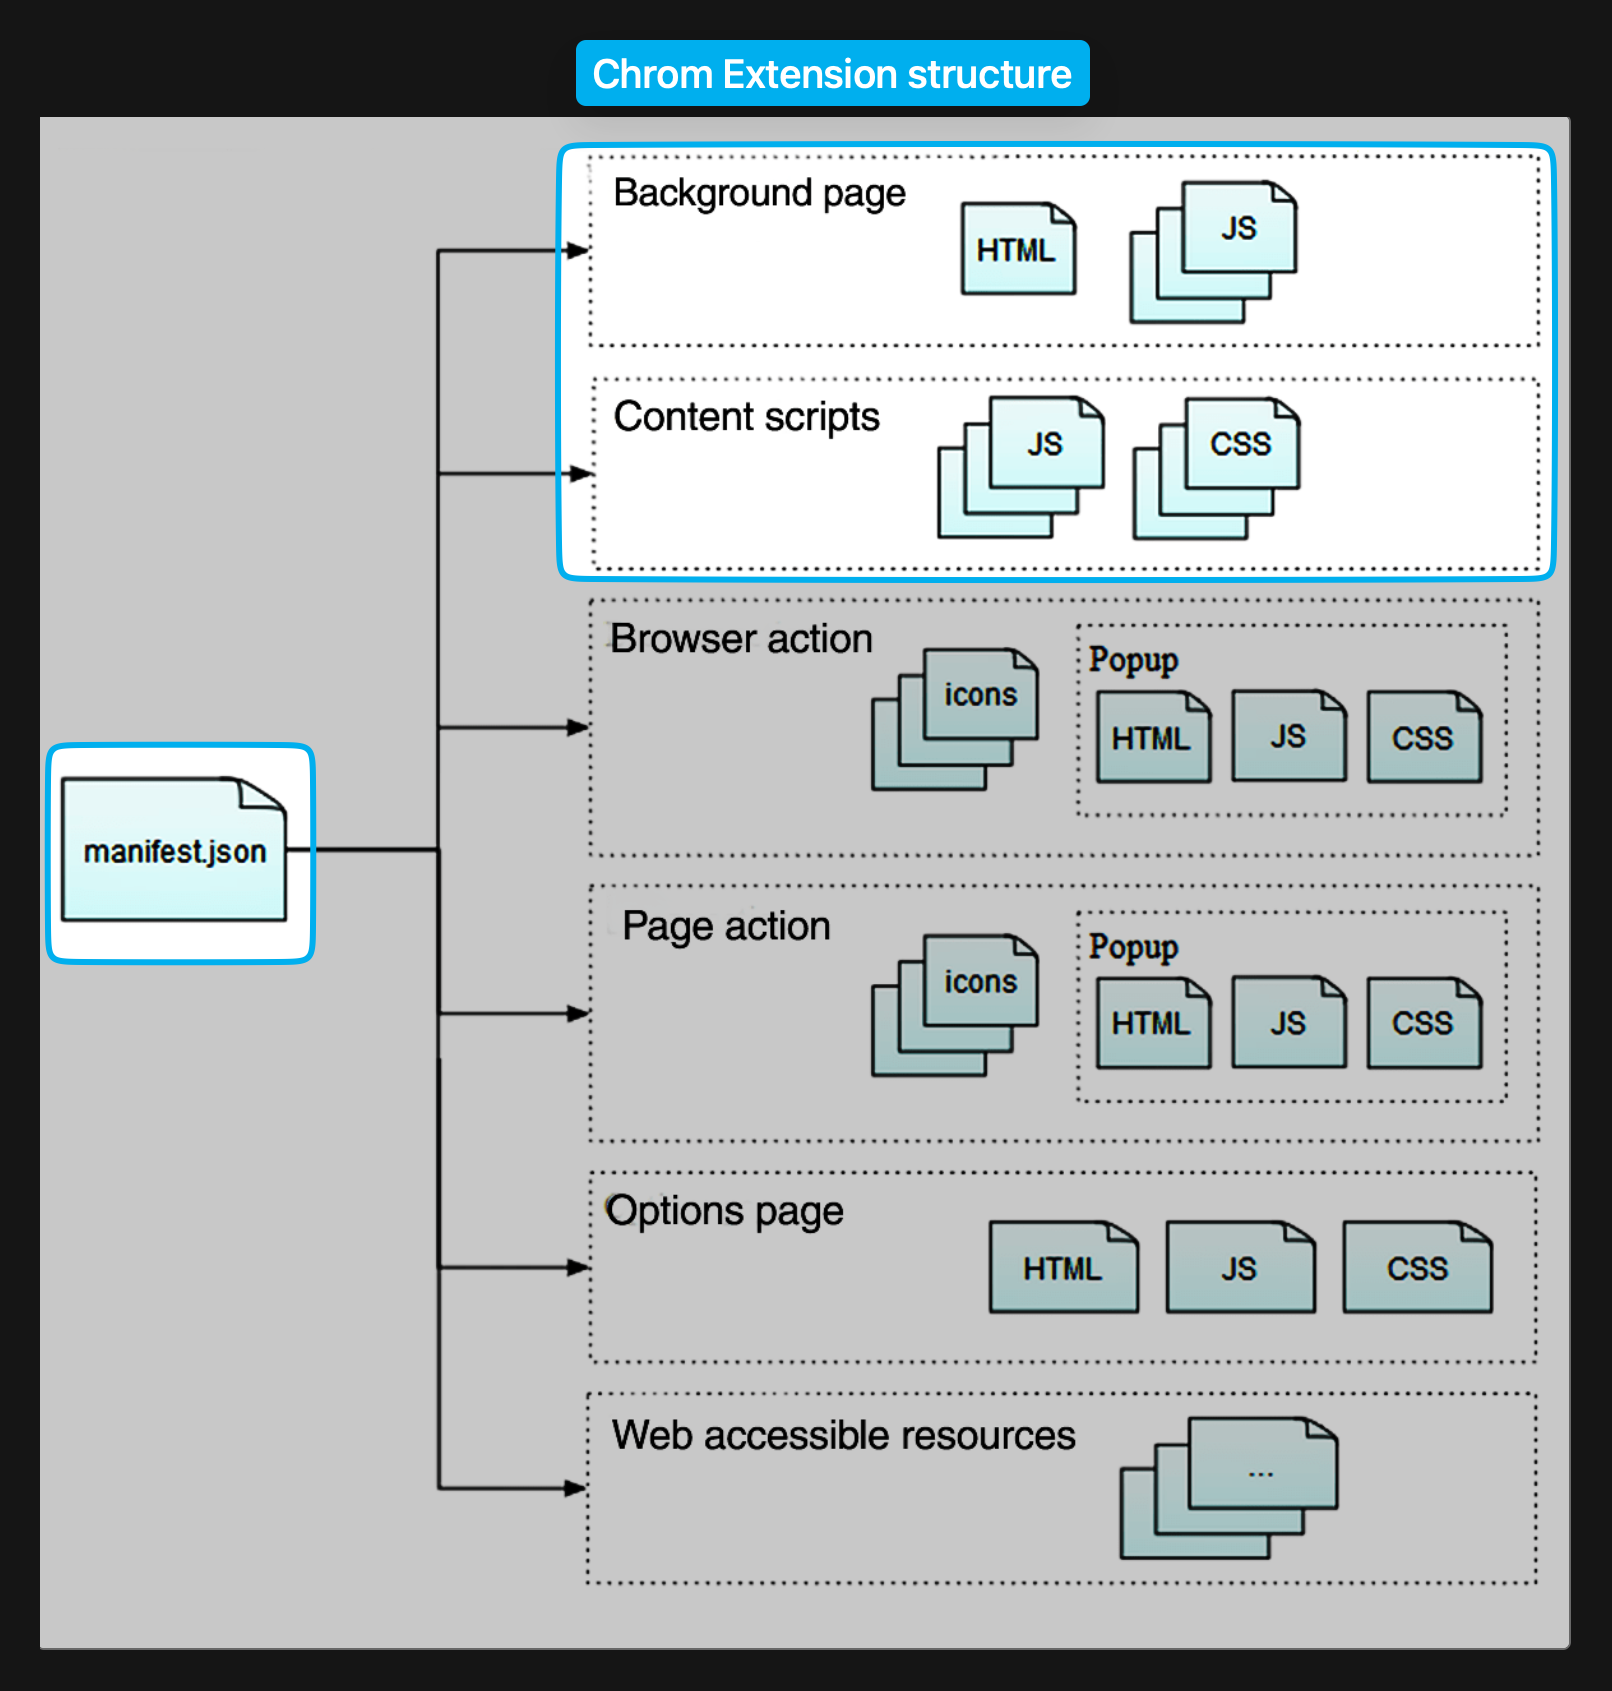 Chrom Extension structure
Background page
HTML
JS
Content scripts
JS
CSS
Browser action
icons
Popup
HTML
JS
CSS
manifest.json
Page action
icons
Popup
HTML
JS
CSS
Options page
HTML
JS
CSS
Web accessible resources
...